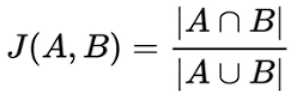 J(A, B) = |A ∩ B| / |A ∪ B|